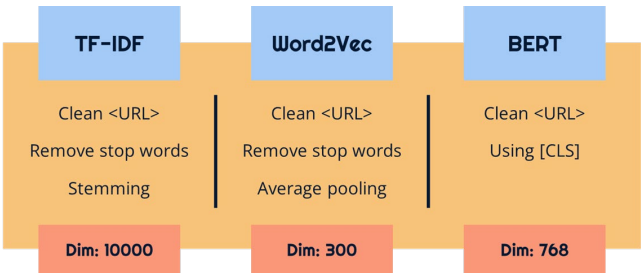 TF-IDF
Clean <URL>
Remove stop words
Stemming
Dim: 10000
Word2Vec
Clean <URL>
Remove stop words
Average pooling
Dim: 300
BERT
Clean <URL>
Using [CLS]
Dim: 768